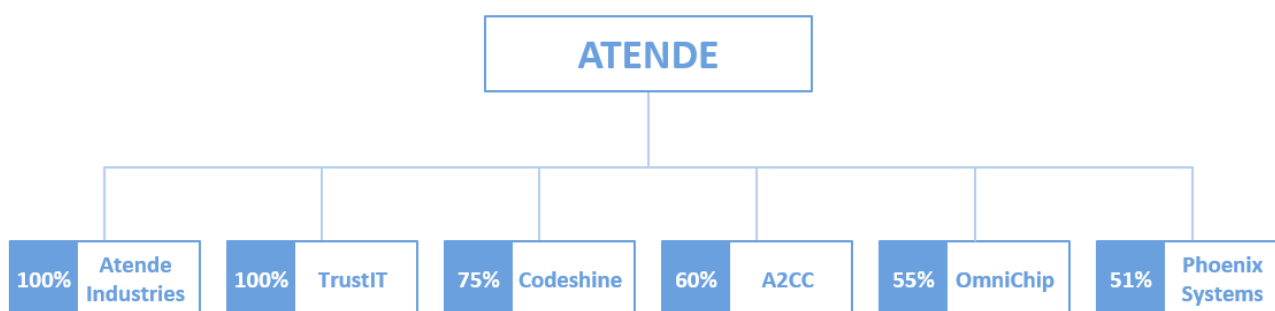 ATENDE
100% Atende Industries
100% TrustIT
75% Codeshine
60% A2CC
55% OmniChip
51% Phoenix Systems